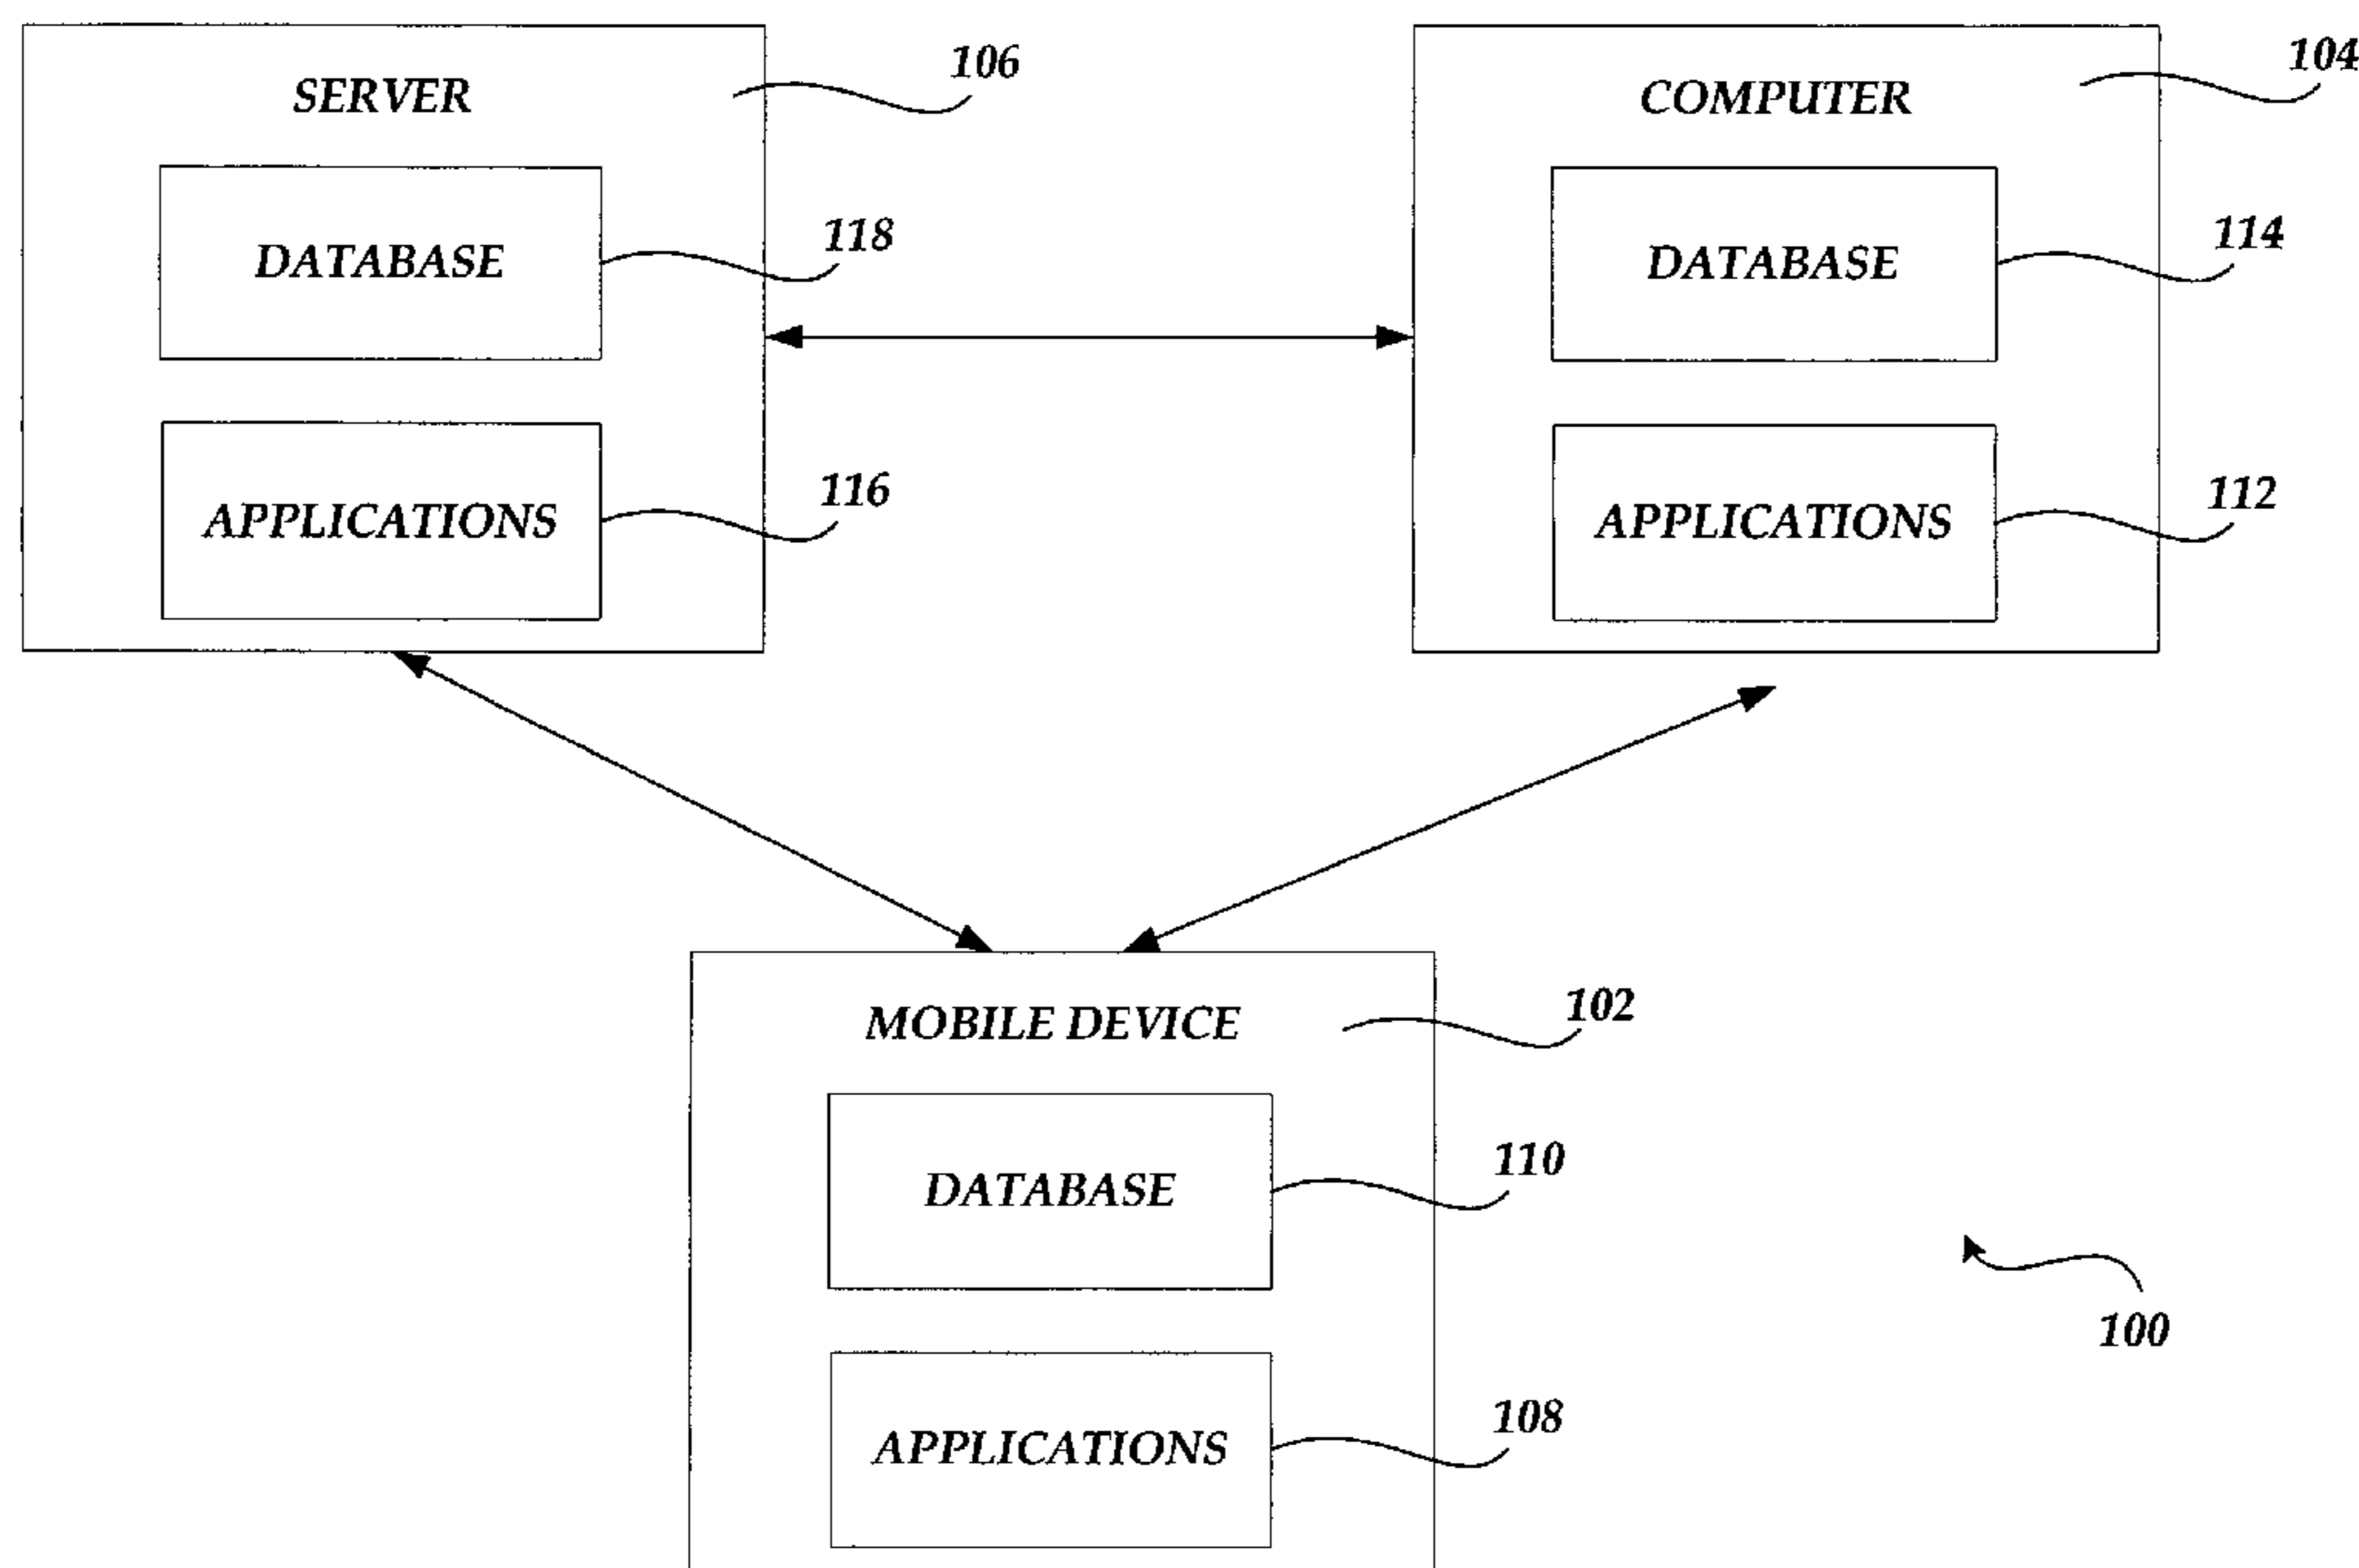 SERVER
106
DATABASE
118
APPLICATIONS
116
COMPUTER
104
DATABASE
114
APPLICATIONS
112
MOBILE DEVICE
102
DATABASE
110
APPLICATIONS
108
100